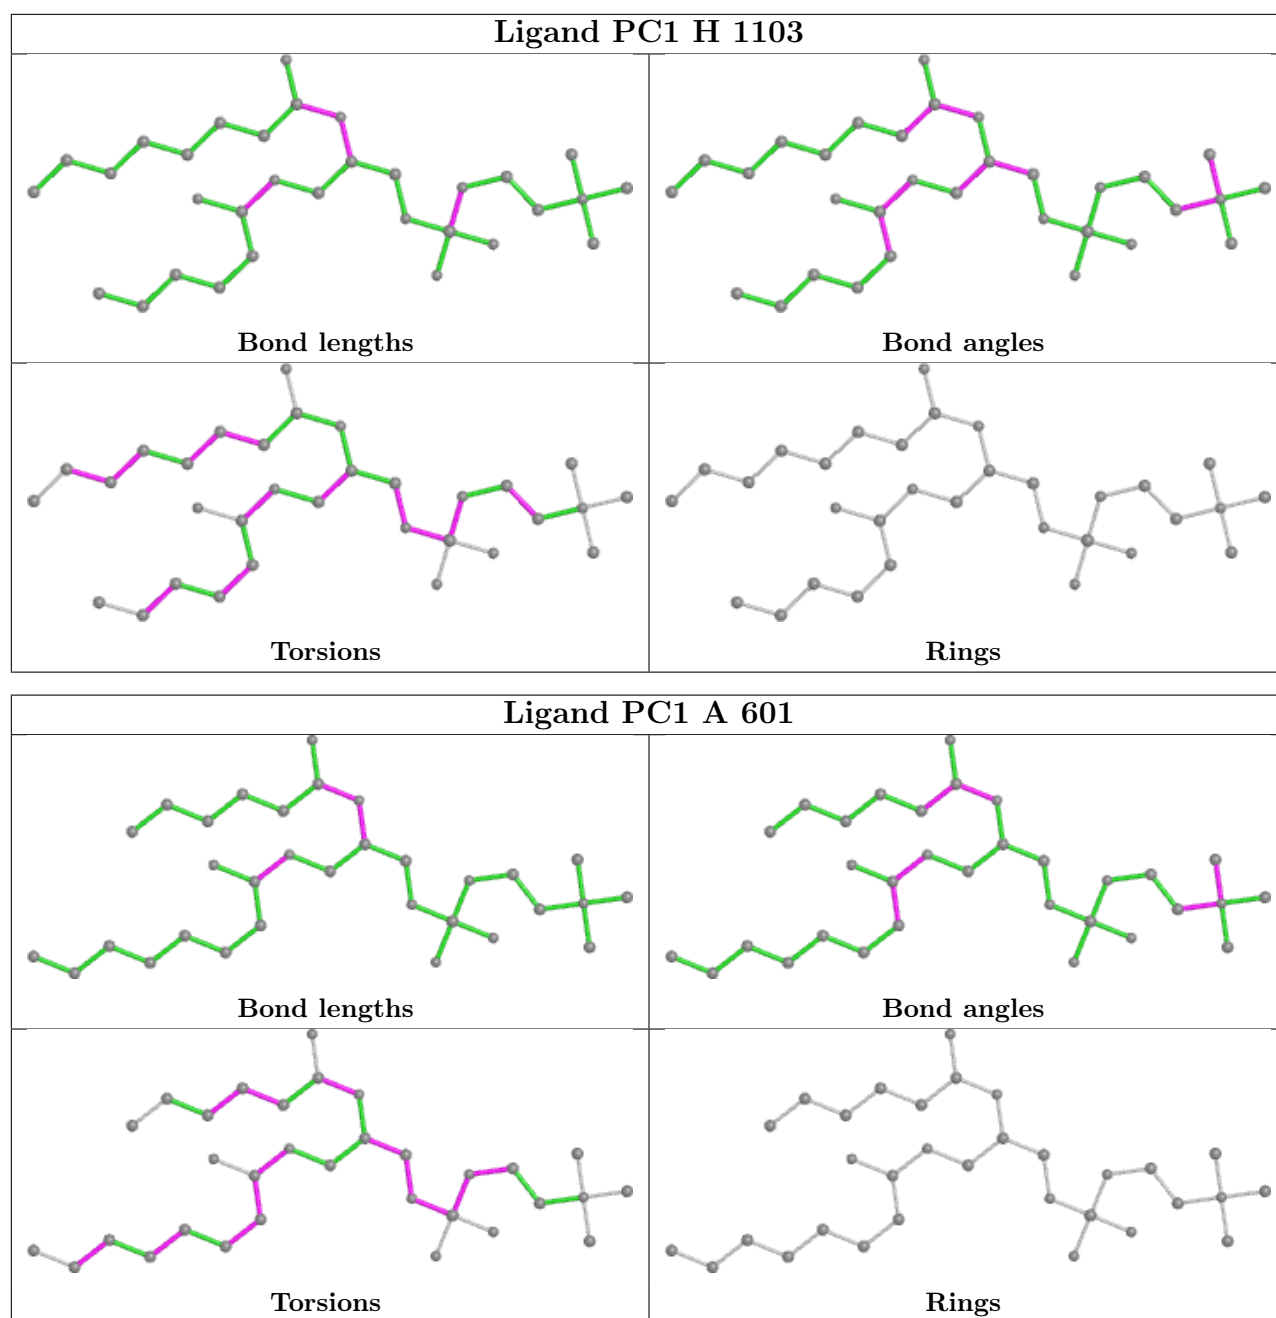 Ligand PC1 H 1103
Bond lengths
Bond angles
Torsions
Rings
Ligand PC1 A 601
Bond lengths
Bond angles
Torsions
Rings